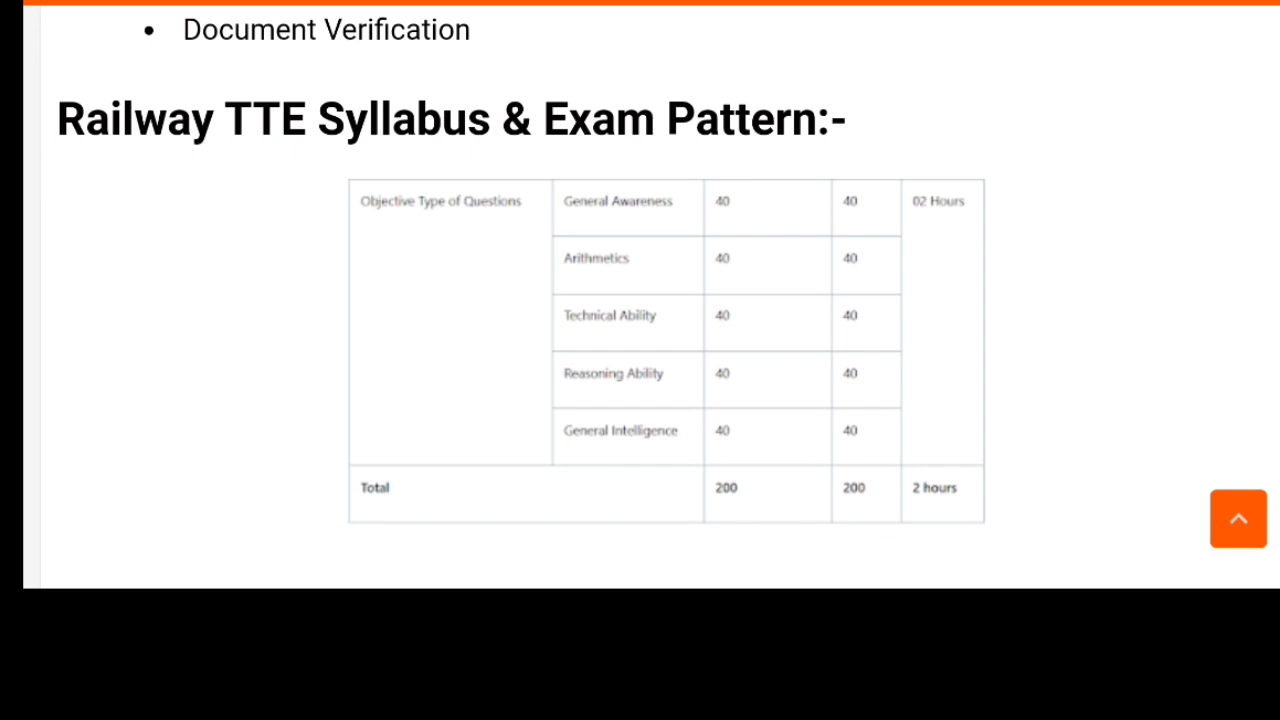 Document Verification
Railway TTE Syllabus & Exam Pattern:-
Objective Type of Questions General Awareness 40 40 02 Hours
Arithmetics 40 40
Technical Ability 40 40
Reasoning Ability 40 40
General Intelligence 40 40
Total 200 200 2 hours